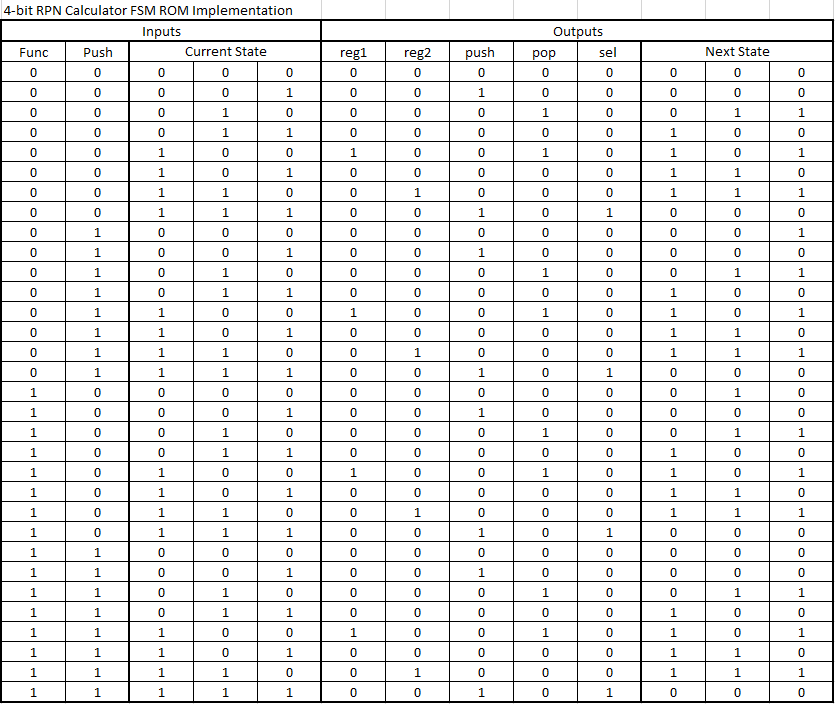 4-bit RPN Calculator FSM ROM Implementation
Inputs Outputs
Func Push Current State reg1 reg2 push pop sel Next State
0 0 0 0 0 0 0 0 0 0 0 0 0
0 0 0 0 1 0 0 1 0 0 0 0 0
0 0 0 1 0 0 0 0 1 0 0 1 1
0 0 0 1 1 0 0 0 0 0 1 0 0
0 0 1 0 0 1 0 0 1 0 1 0 1
0 0 1 0 1 0 0 0 0 0 1 1 0
0 0 1 1 0 0 1 0 0 0 1 1 1
0 0 1 1 1 0 0 1 0 1 0 0 0
0 1 0 0 0 0 0 0 0 0 0 0 1
0 1 0 0 1 0 0 1 0 0 0 0 0
0 1 0 1 0 0 0 0 1 0 0 1 1
0 1 0 1 1 0 0 0 0 0 1 0 0
0 1 1 0 0 1 0 0 1 0 1 0 1
0 1 1 0 1 0 0 0 0 0 1 1 0
0 1 1 1 0 0 1 0 0 0 1 1 1
0 1 1 1 1 0 0 1 0 1 0 0 0
1 0 0 0 0 0 0 0 0 0 0 1 0
1 0 0 0 1 0 0 1 0 0 0 0 0
1 0 0 1 0 0 0 0 1 0 0 1 1
1 0 0 1 1 0 0 0 0 0 1 0 0
1 0 1 0 0 1 0 0 1 0 1 0 1
1 0 1 0 1 0 0 0 0 0 1 1 0
1 0 1 1 0 0 1 0 0 0 1 1 1
1 0 1 1 1 0 0 1 0 1 0 0 0
1 1 0 0 0 0 0 0 0 0 0 0 0
1 1 0 0 1 0 0 1 0 0 0 0 0
1 1 0 1 0 0 0 0 1 0 0 1 1
1 1 0 1 1 0 0 0 0 0 1 0 0
1 1 1 0 0 1 0 0 1 0 1 0 1
1 1 1 0 1 0 0 0 0 0 1 1 0
1 1 1 1 0 0 1 0 0 0 1 1 1
1 1 1 1 1 0 0 1 0 1 0 0 0